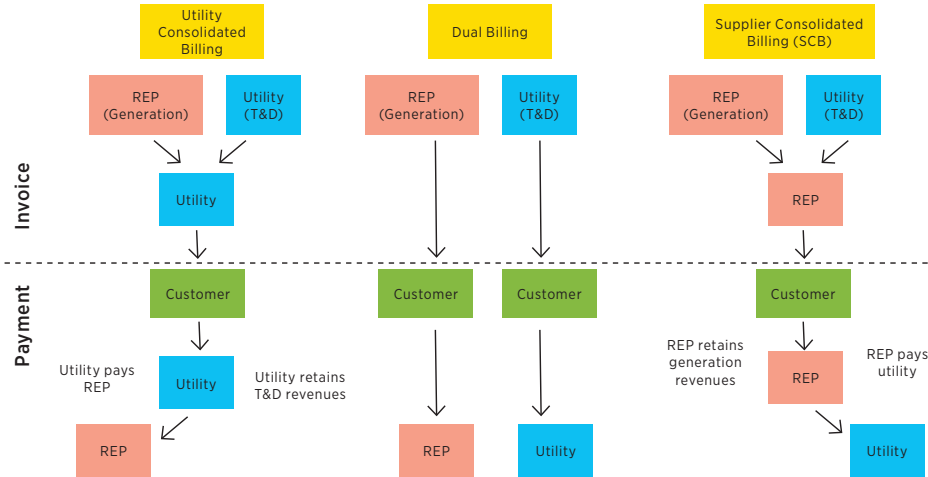 Utility
Consolidated
Billing
Dual Billing
Supplier Consolidated
Billing (SCB)
REP
(Generation)
Utility
(T&D)
REP
(Generation)
Utility
(T&D)
REP
(Generation)
Utility
(T&D)
Invoice
Utility
REP
Payment
Customer
Customer
Customer
Customer
Utility pays
REP
Utility
Utility retains
T&D revenues
REP retains
generation
revenues
REP
REP pays
utility
REP
REP
Utility
Utility